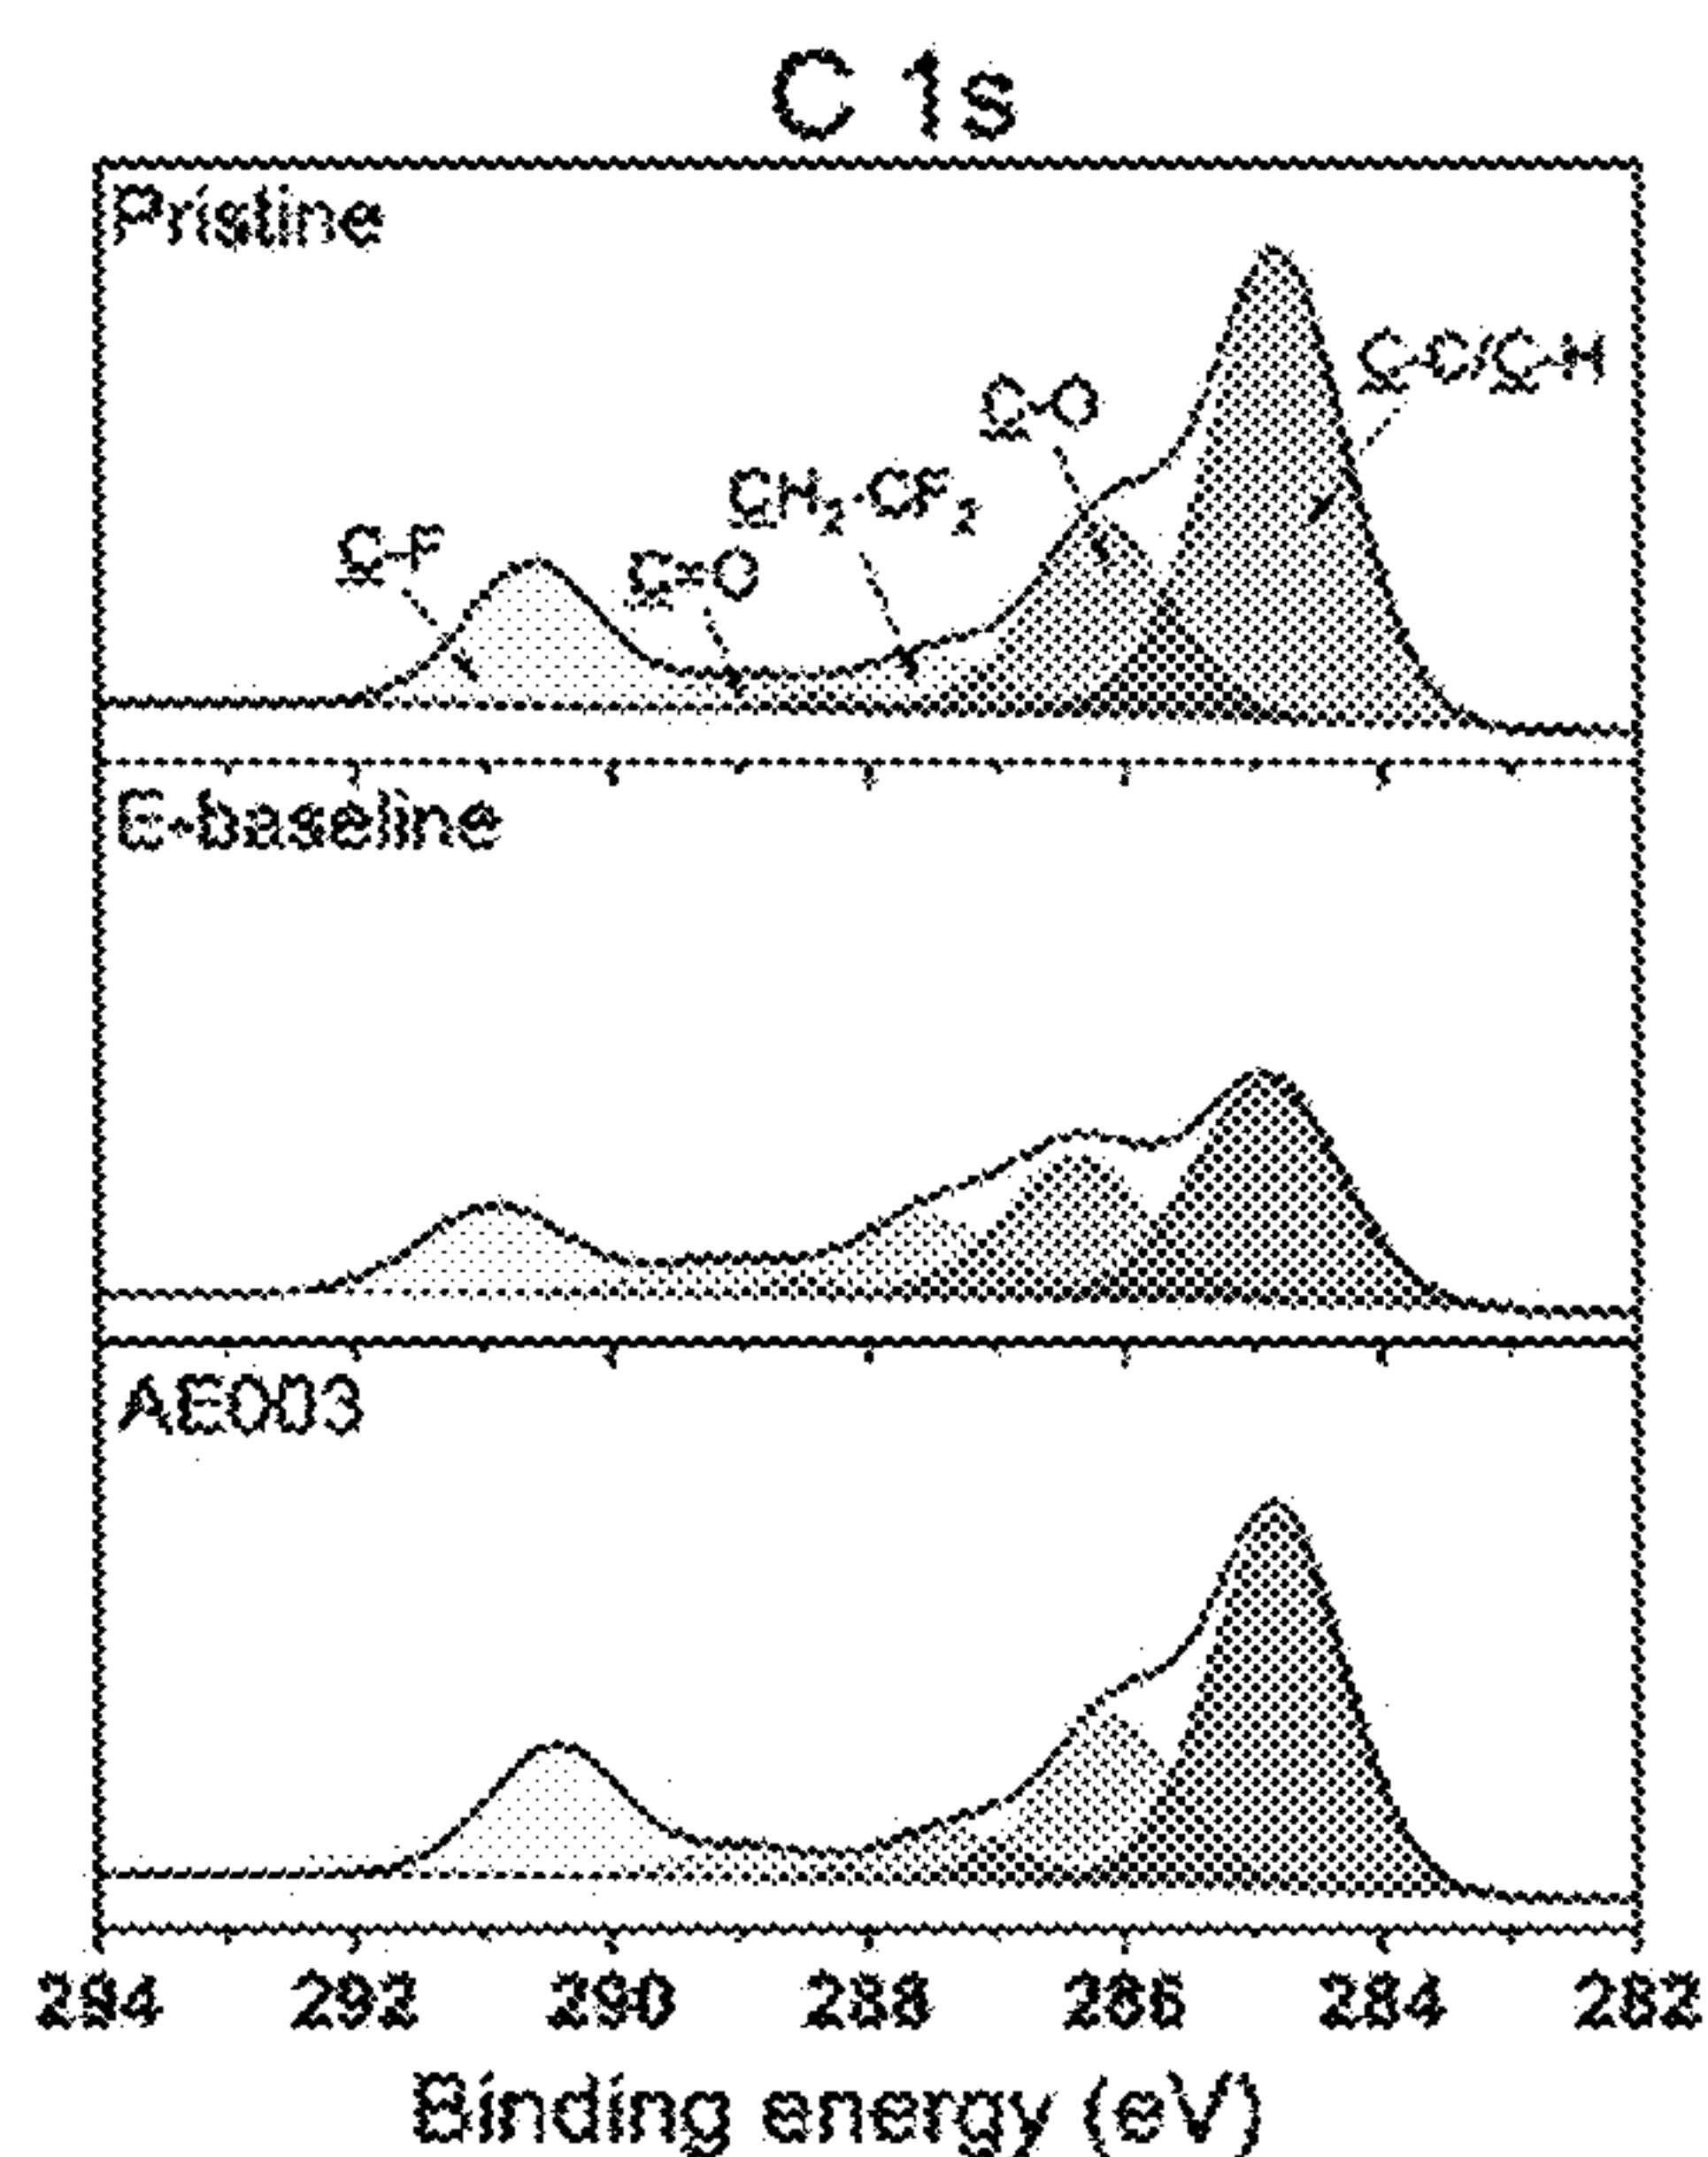 C 1s
Pristine
C-C/C-H
C-O
CH₂-CF₂
C-F
C=O
E-baseline
AE003
294 292 290 288 286 284 282
Binding energy (eV)